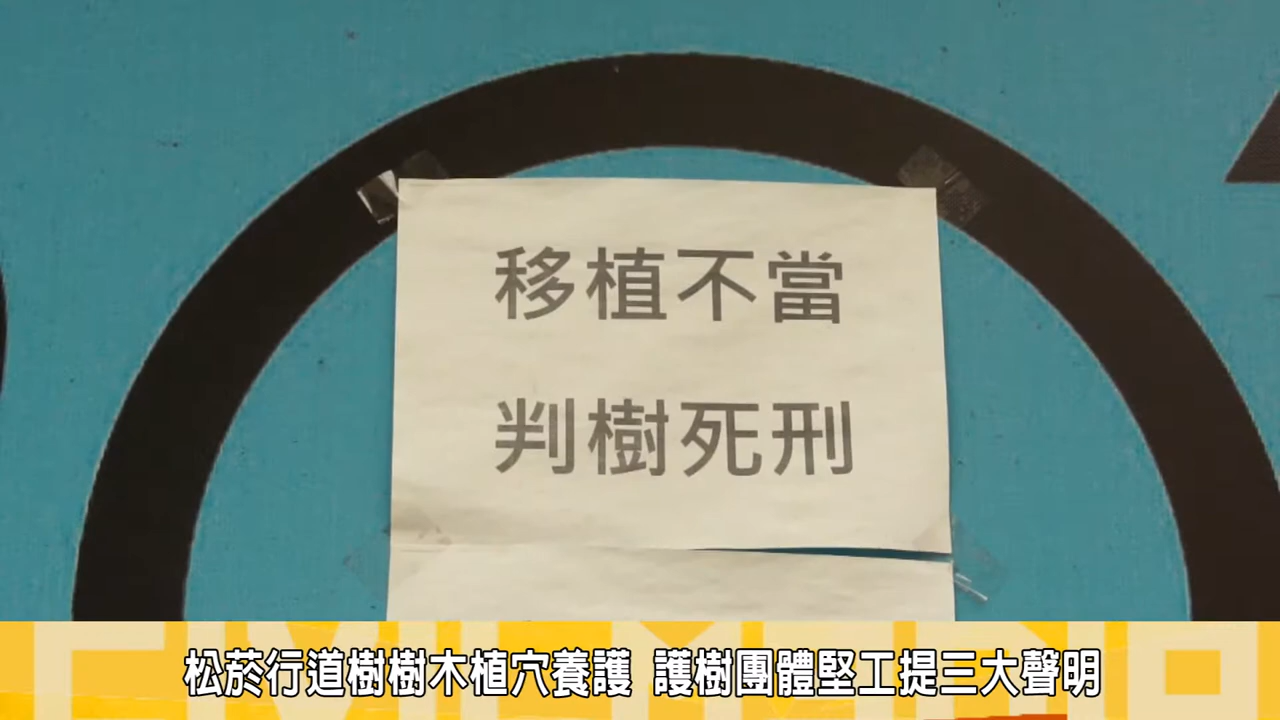 移植不當
判樹死刑
松菸行道樹樹木植穴養護 護樹團體堅工提三大聲明